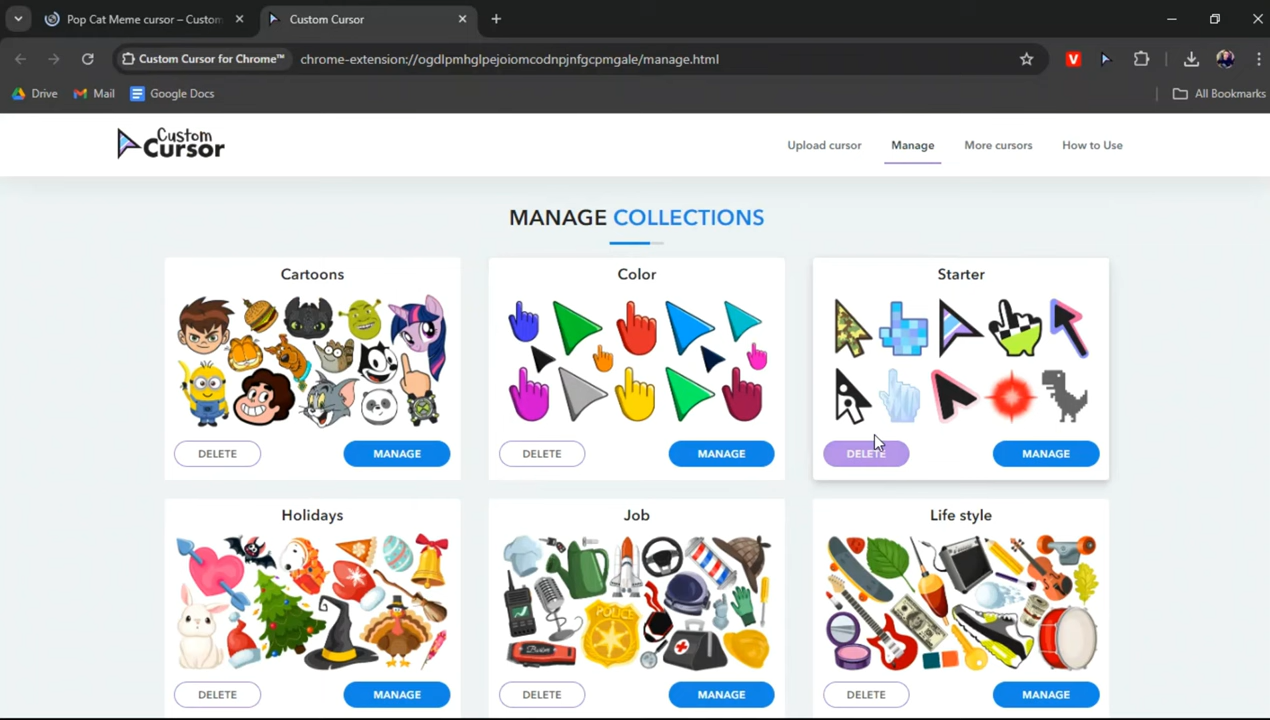 Pop Cat Meme cursor – Custom
Custom Cursor
Custom Cursor for Chrome™
chrome-extension://ogdlpmhglpejoiomcodnpjnfgcpmgale/manage.html
V
Drive
Mail
Google Docs
All Bookmarks
Custom
Cursor
Upload cursor
Manage
More cursors
How to Use
MANAGE COLLECTIONS
Cartoons
Color
Starter
DELETE
MANAGE
DELETE
MANAGE
DELETE
MANAGE
Holidays
Job
Life style
POLICE
DELETE
MANAGE
DELETE
MANAGE
DELETE
MANAGE